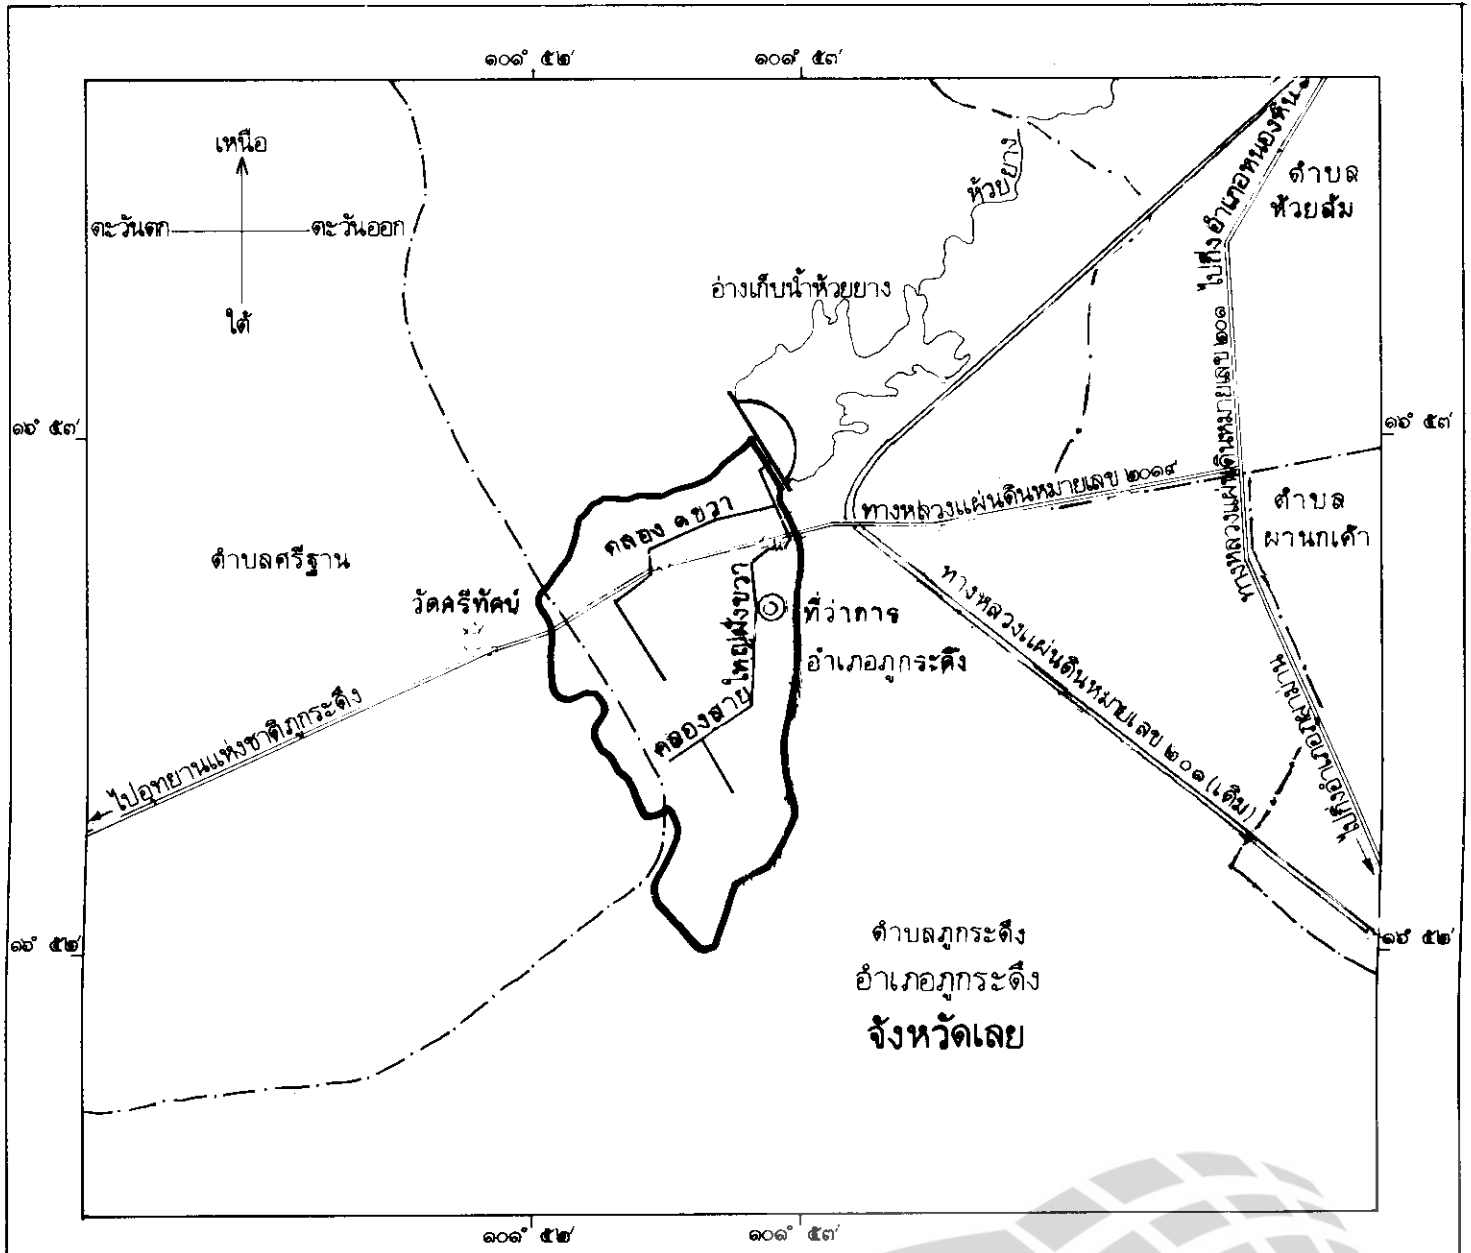 ๑๐๑° ๕๒′
๑๐๑° ๕๓′
เหนือ
ตะวันตก
ตะวันออก
ใต้
ห้วยยาง
อ่างเก็บน้ำห้วยยาง
ไปกิ่งอำเภอหนองหิน
ตำบล
ห้วยส้ม
๑๖° ๕๓′
๑๖° ๕๓′
ทางหลวงแผ่นดินหมายเลข ๒๐๑
ทางหลวงแผ่นดินหมายเลข ๒๐๑๙
ตำบล
ผานกเค้า
คลอง ๑ ขวา
ตำบลศรีฐาน
วัดศรีทัศน์
คลองสายใหญ่ฝั่งขวา
ที่ว่าการ
อำเภอภูกระดึง
ทางหลวงแผ่นดินหมายเลข ๒๐๑ (เดิม)
ไปกิ่งอำเภอผาม่าน
ไปอุทยานแห่งชาติภูกระดึง
๑๖° ๕๒′
๑๖° ๕๒′
ตำบลภูกระดึง
อำเภอภูกระดึง
จังหวัดเลย
๑๐๑° ๕๒′
๑๐๑° ๕๓′